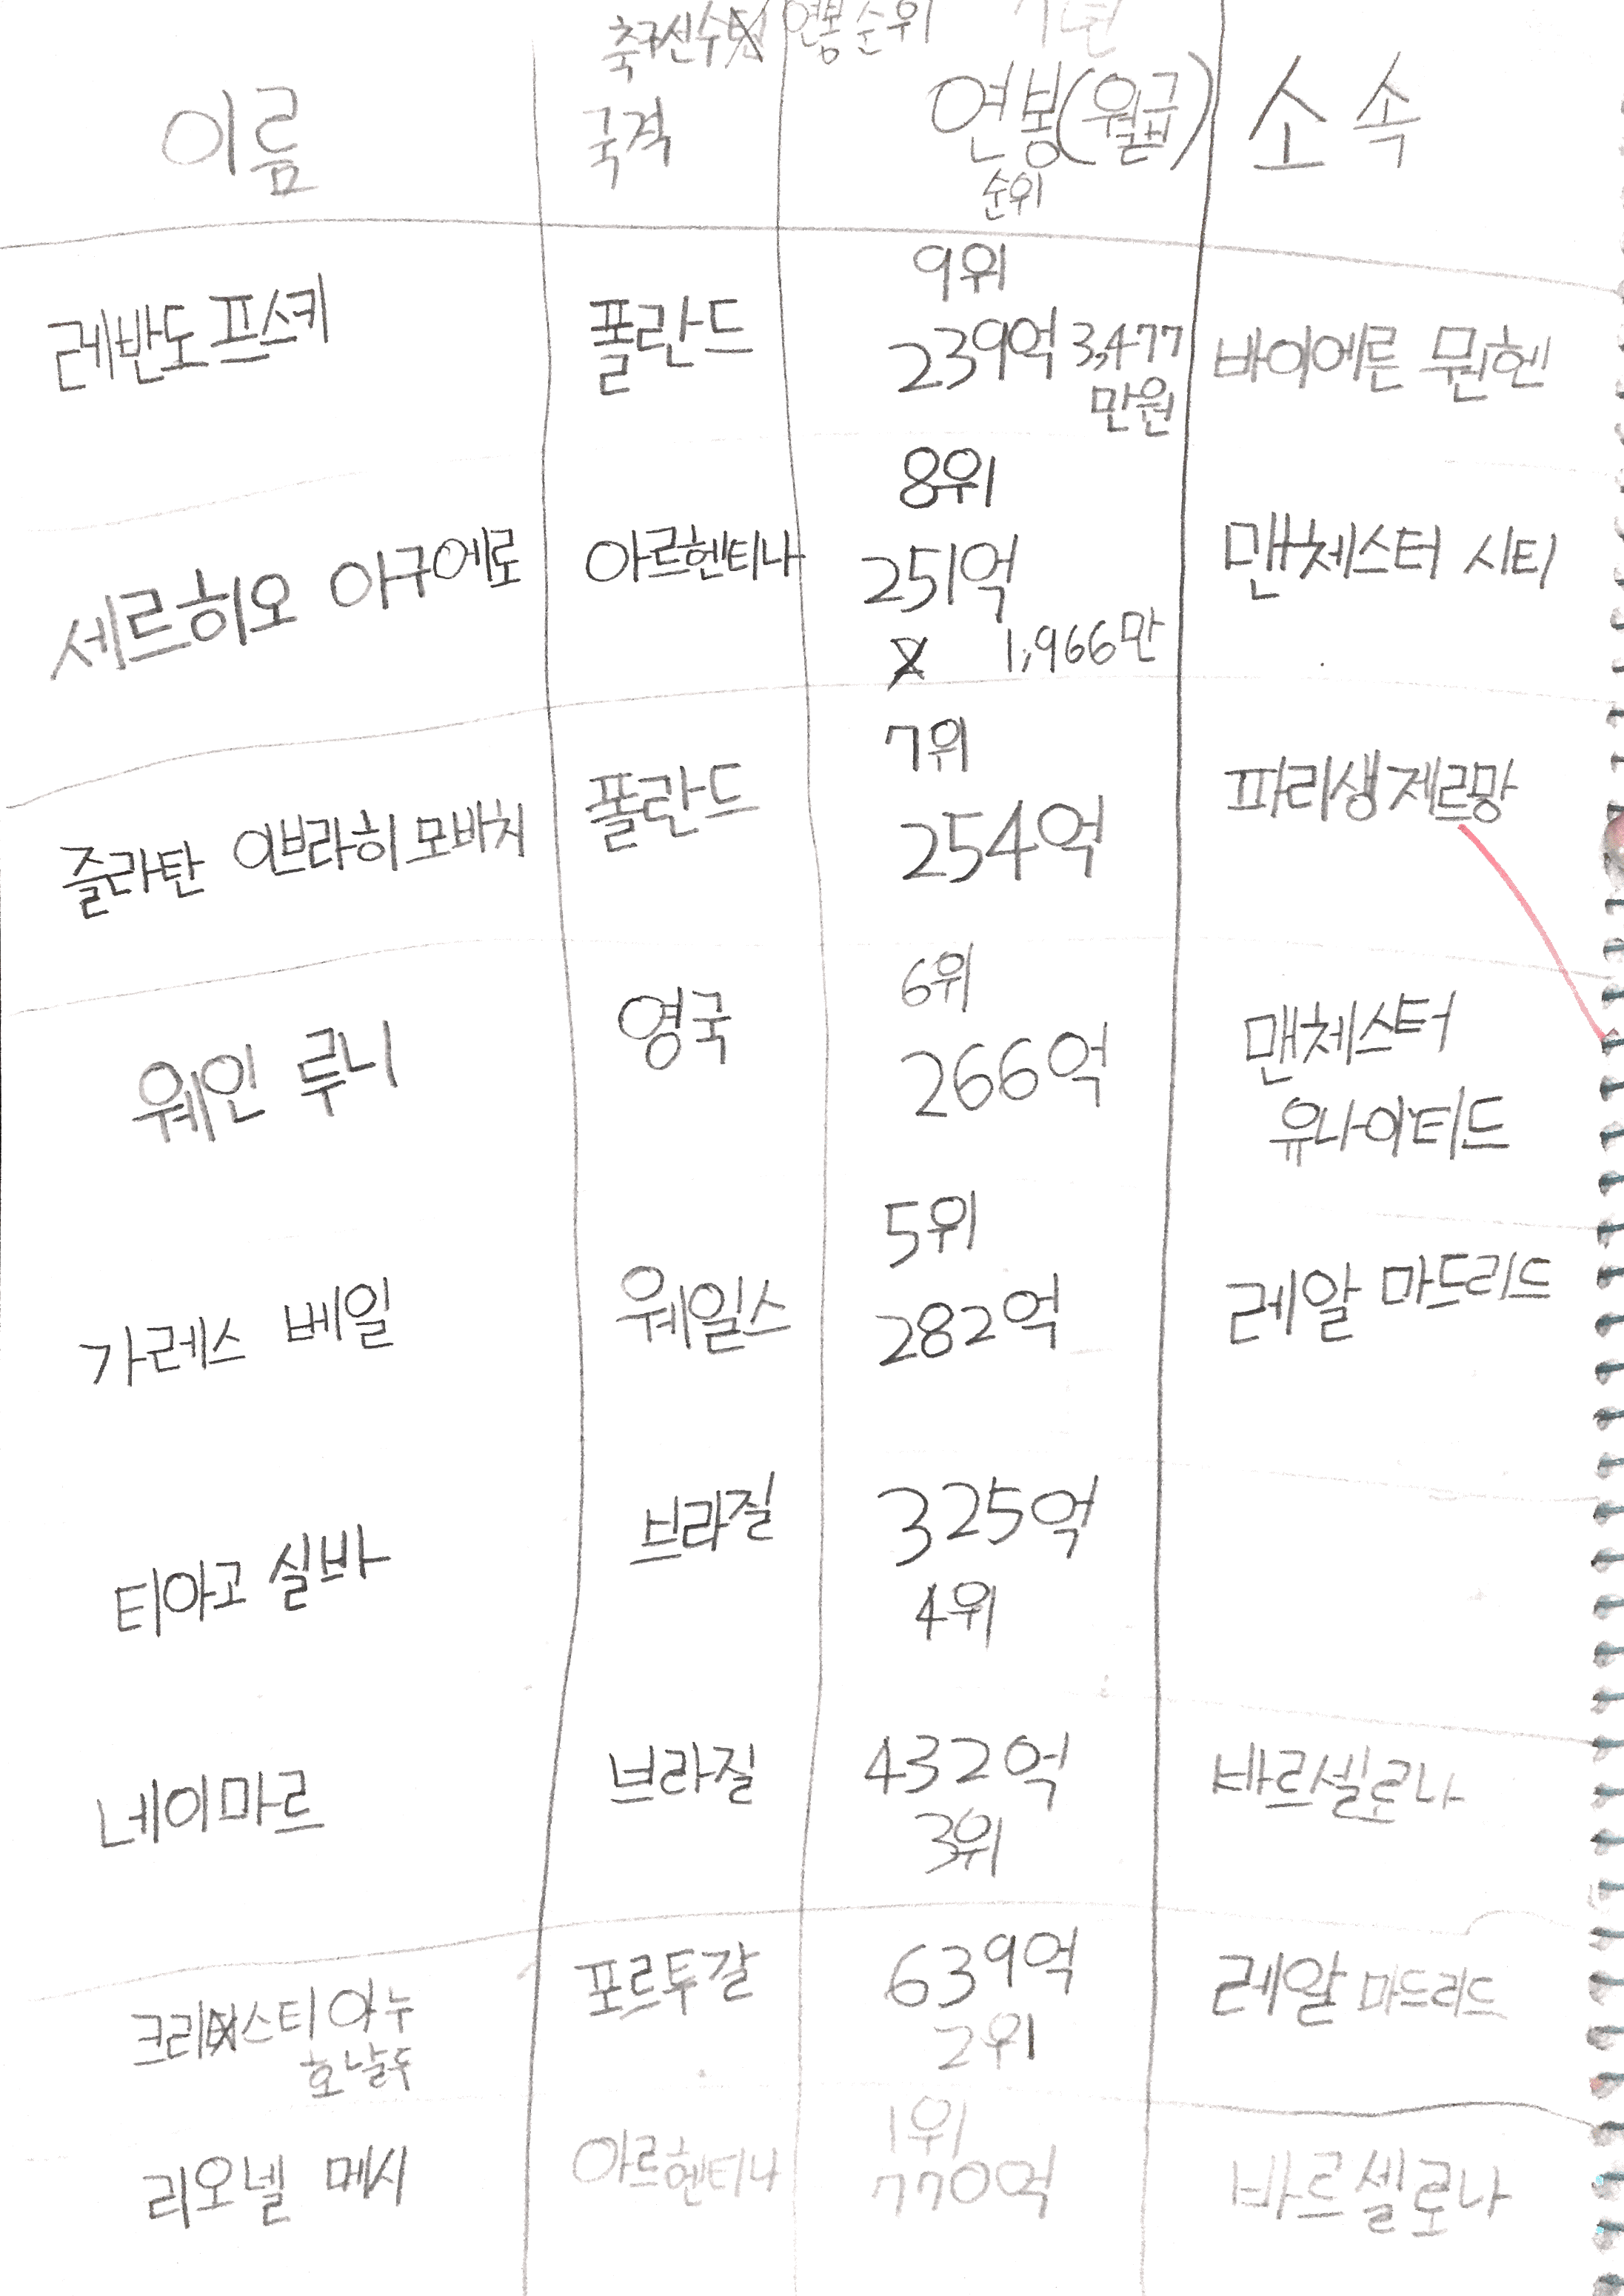 축구선수 연봉 순위 1년
이름 국적 연봉(월급) 소속
순위
9위
레반도프스키 폴란드 239억 3,477 바이에른 뮌헨
만원
8위
세르히오 아구에로 아르헨티나 251억 맨체스터 시티
1,966만
7위
즐라탄 이브라히모바치 폴란드 254억 파리생제르망
6위
웨인 루니 영국 266억 맨체스터
유나이티드
5위
가레스 베일 웨일스 282억 레알 마드리드
티아고 실바 브라질 325억
4위
네이마르 브라질 432억 바르셀로나
3위
크리스티아누 포르투갈 639억 레알 마드리드
호날두 2위
1위
리오넬 메시 아르헨티나 770억 바르셀로나